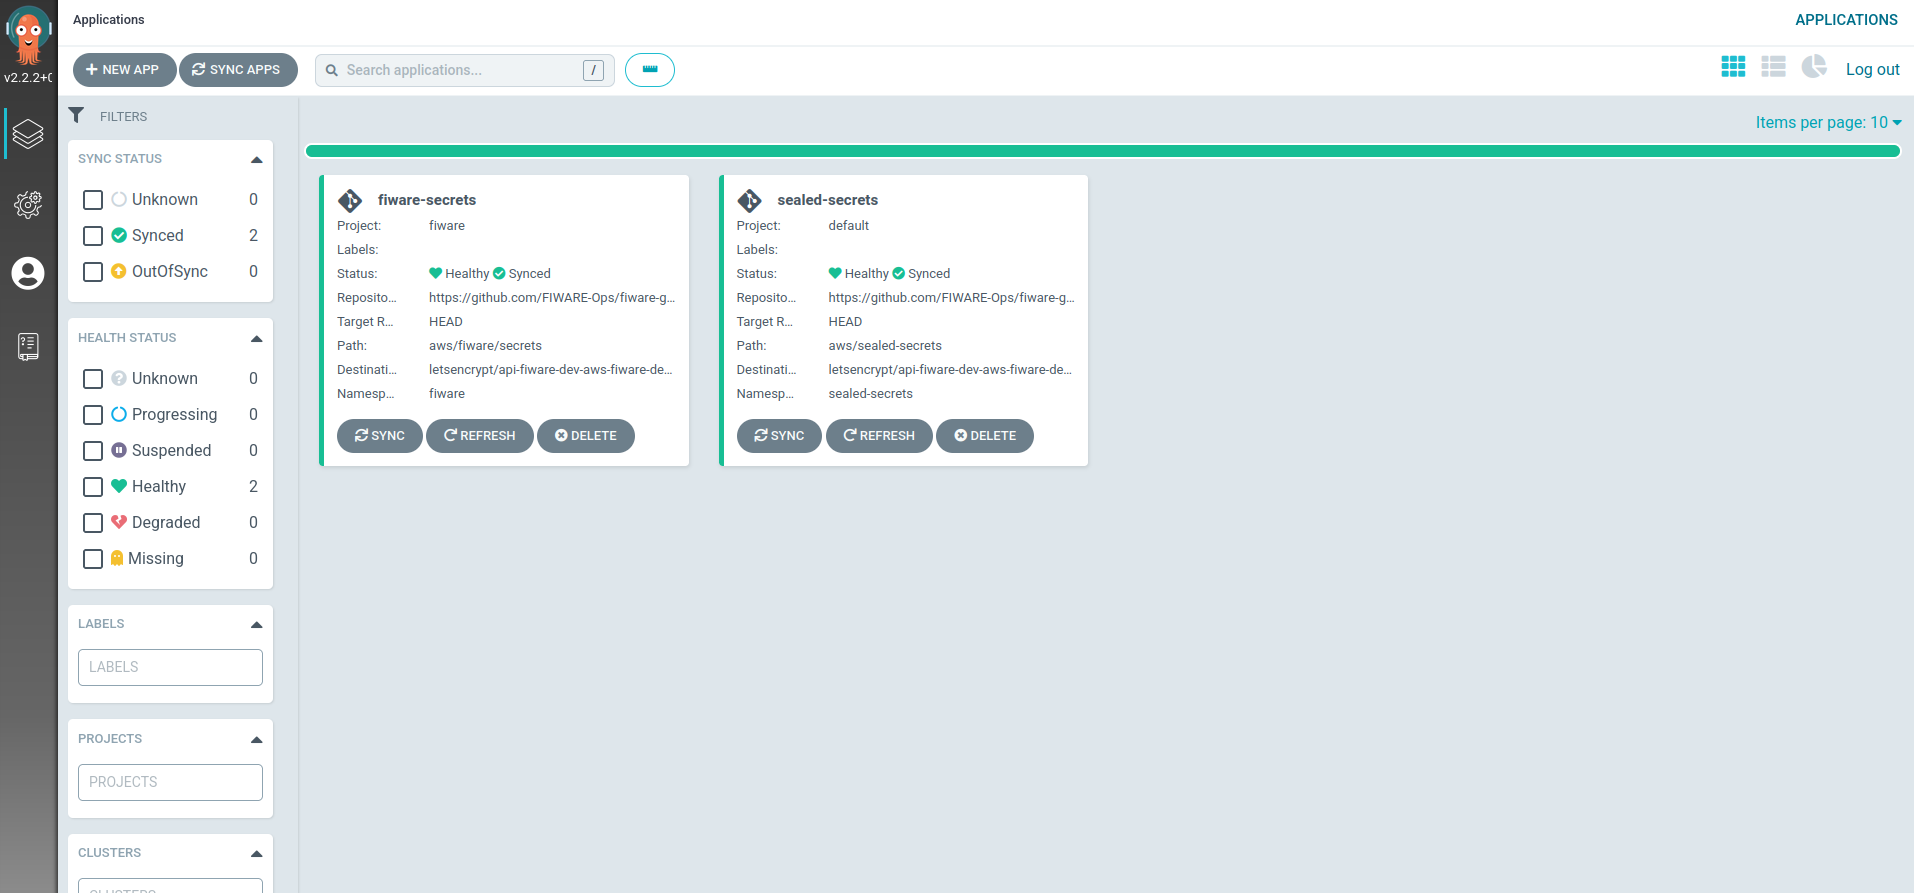 Applications
APPLICATIONS
v2.2.2+0
NEW APP
SYNC APPS
Search applications...
/
Log out
FILTERS
Items per page: 10
SYNC STATUS
Unknown 0
Synced 2
OutOfSync 0
HEALTH STATUS
Unknown 0
Progressing 0
Suspended 0
Healthy 2
Degraded 0
Missing 0
LABELS
LABELS
PROJECTS
PROJECTS
CLUSTERS
CLUSTERS
fiware-secrets
Project: fiware
Labels:
Status: Healthy Synced
Reposito... https://github.com/FIWARE-Ops/fiware-g...
Target R... HEAD
Path: aws/fiware/secrets
Destinati... letsencrypt/api-fiware-dev-aws-fiware-de...
Namesp... fiware
SYNC REFRESH DELETE
sealed-secrets
Project: default
Labels:
Status: Healthy Synced
Reposito... https://github.com/FIWARE-Ops/fiware-g...
Target R... HEAD
Path: aws/sealed-secrets
Destinati... letsencrypt/api-fiware-dev-aws-fiware-de...
Namesp... sealed-secrets
SYNC REFRESH DELETE